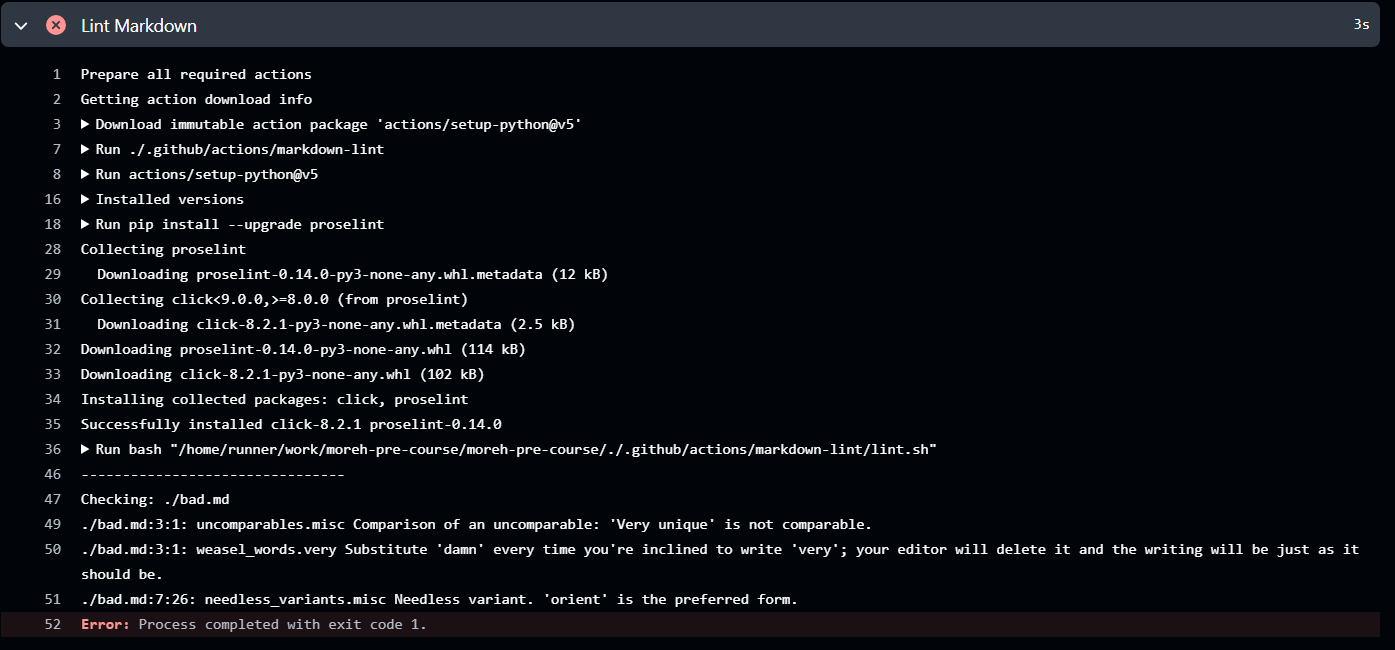 Lint Markdown
3s
1 Prepare all required actions
2 Getting action download info
3 Download immutable action package 'actions/setup-python@v5'
7 Run ./.github/actions/markdown-lint
8 Run actions/setup-python@v5
16 Installed versions
18 Run pip install --upgrade proselint
28 Collecting proselint
29 Downloading proselint-0.14.0-py3-none-any.whl.metadata (12 kB)
30 Collecting click<9.0.0,>=8.0.0 (from proselint)
31 Downloading click-8.2.1-py3-none-any.whl.metadata (2.5 kB)
32 Downloading proselint-0.14.0-py3-none-any.whl (114 kB)
33 Downloading click-8.2.1-py3-none-any.whl (102 kB)
34 Installing collected packages: click, proselint
35 Successfully installed click-8.2.1 proselint-0.14.0
36 Run bash "/home/runner/work/moreh-pre-course/moreh-pre-course/./.github/actions/markdown-lint/lint.sh"
46 --------------------------------
47 Checking: ./bad.md
49 ./bad.md:3:1: uncomparables.misc Comparison of an uncomparable: 'Very unique' is not comparable.
50 ./bad.md:3:1: weasel_words.very Substitute 'damn' every time you're inclined to write 'very'; your editor will delete it and the writing will be just as it
should be.
51 ./bad.md:7:26: needless_variants.misc Needless variant. 'orient' is the preferred form.
52 Error: Process completed with exit code 1.